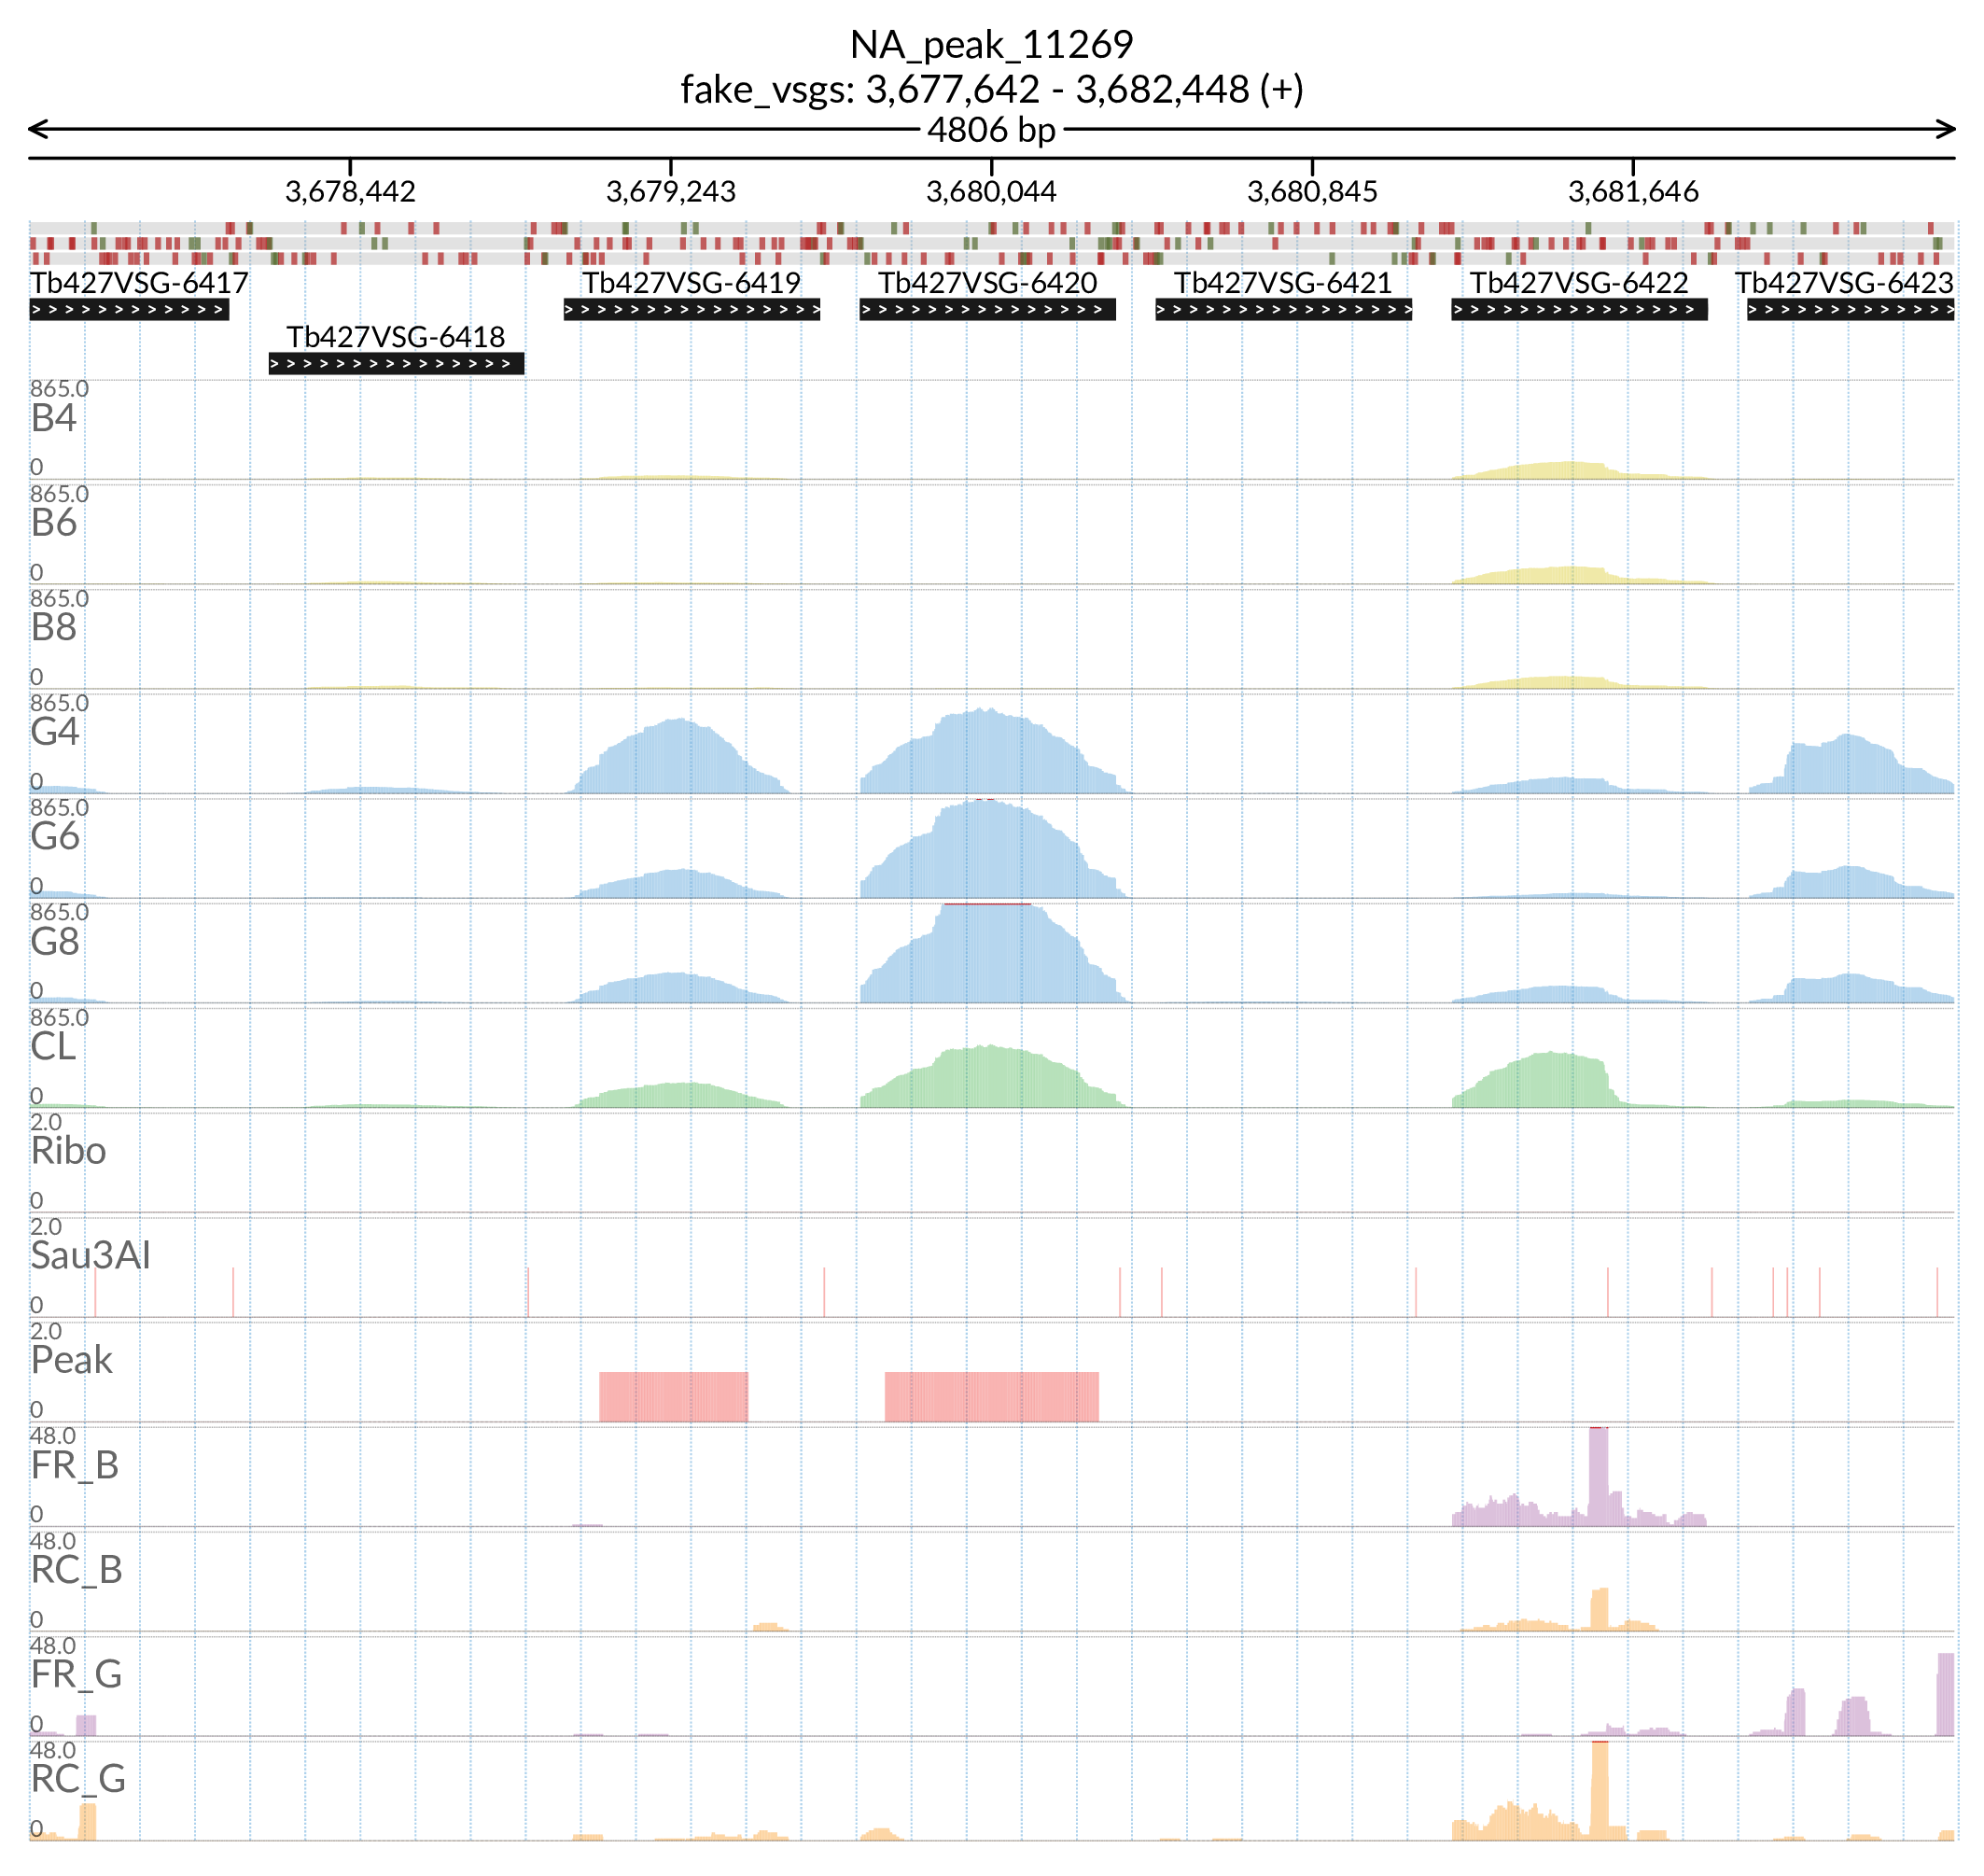 NA_peak_11269
fake_vsgs: 3,677,642 - 3,682,448 (+)
4806 bp
3,678,442 3,679,243 3,680,044 3,680,845 3,681,646
Tb427VSG-6417 Tb427VSG-6419 Tb427VSG-6420 Tb427VSG-6421 Tb427VSG-6422 Tb427VSG-6423
Tb427VSG-6418
865.0
B4
0
865.0
B6
0
865.0
B8
0
865.0
G4
0
865.0
G6
0
865.0
G8
0
865.0
CL
0
2.0
Ribo
0
2.0
Sau3AI
0
2.0
Peak
0
48.0
FR_B
0
48.0
RC_B
0
48.0
FR_G
0
48.0
RC_G
0